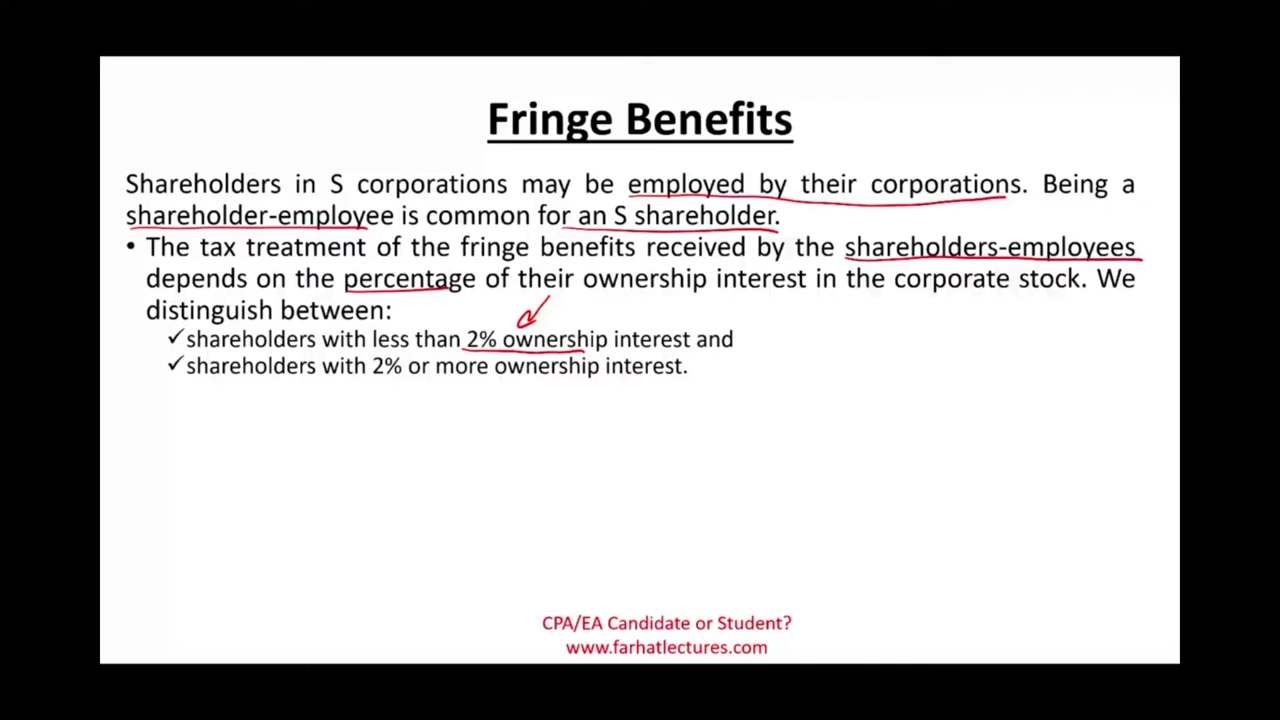 Fringe Benefits
Shareholders in S corporations may be employed by their corporations. Being a
shareholder-employee is common for an S shareholder.
• The tax treatment of the fringe benefits received by the shareholders-employees
depends on the percentage of their ownership interest in the corporate stock. We
distinguish between:
✓shareholders with less than 2% ownership interest and
✓shareholders with 2% or more ownership interest.
CPA/EA Candidate or Student?
www.farhatlectures.com